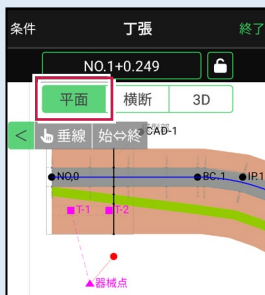 条件 丁張 終了
NO.1+0.249
平面 横断 3D
< 垂線 始⇔終 CAD-1
NO,0 BC.1 IP.1
T-1 T-2
器械点